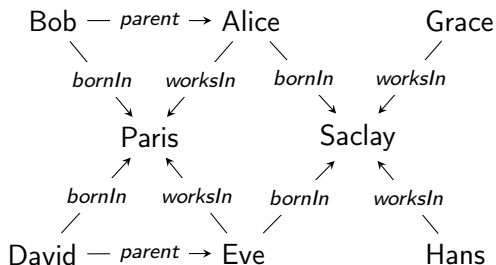 Bob parent Alice Grace
bornIn worksIn bornIn worksIn
Paris Saclay
bornIn worksIn bornIn worksIn
David parent Eve Hans